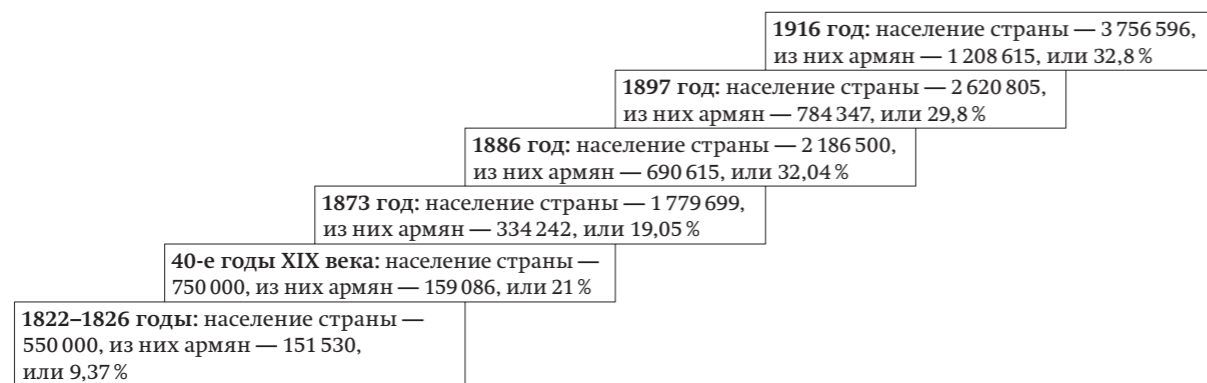 1916 год: население страны — 3 756 596,
из них армян — 1 208 615, или 32,8 %
1897 год: население страны — 2 620 805,
из них армян — 784 347, или 29,8 %
1886 год: население страны — 2 186 500,
из них армян — 690 615, или 32,04 %
1873 год: население страны — 1 779 699,
из них армян — 334 242, или 19,05 %
40-е годы XIX века: население страны —
750 000, из них армян — 159 086, или 21 %
1822–1826 годы: население страны —
550 000, из них армян — 151 530,
или 9,37 %